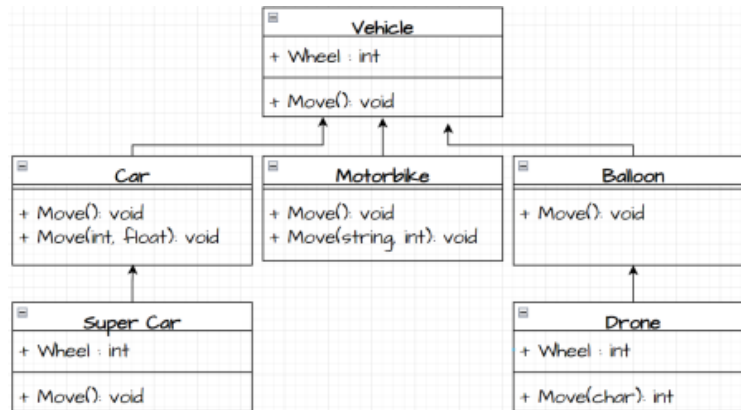 Vehicle
+ Wheel : int
+ Move(): void
Car
+ Move(): void
+ Move(int, float): void
Motorbike
+ Move(): void
+ Move(string, int): void
Balloon
+ Move(): void
Super Car
+ Wheel : int
+ Move(): void
Drone
+ Wheel : int
+ Move(char): int